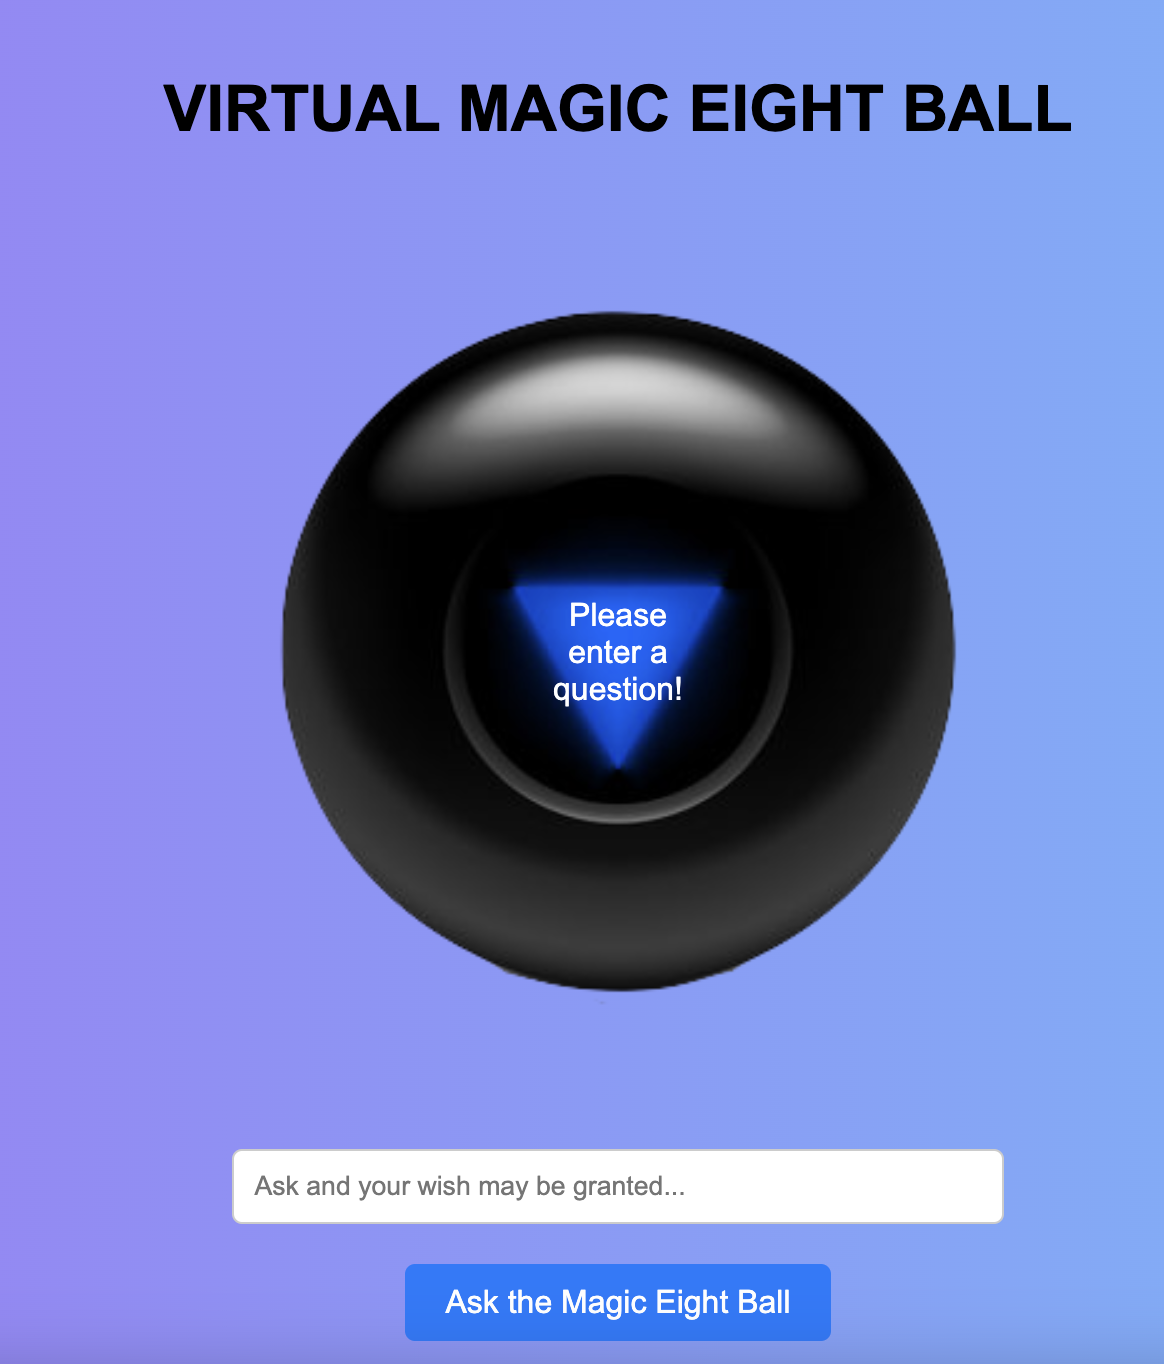 VIRTUAL MAGIC EIGHT BALL
Please
enter a
question!
Ask and your wish may be granted...
Ask the Magic Eight Ball